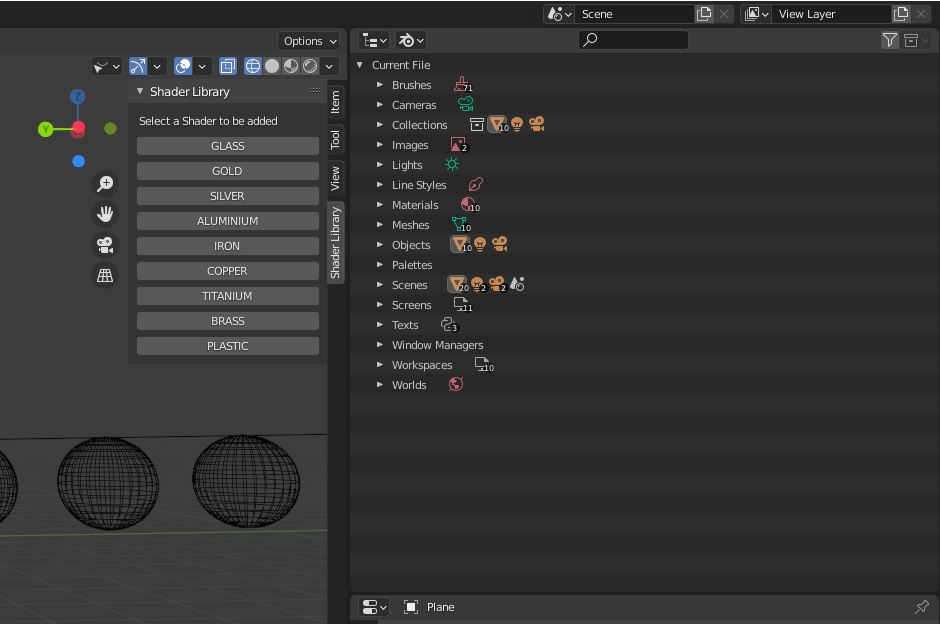 Scene
View Layer
Options
Shader Library
Select a Shader to be added
GLASS
GOLD
SILVER
ALUMINIUM
IRON
COPPER
TITANIUM
BRASS
PLASTIC
Z
Y
Item
Tool
View
Shader Library
Current File
Brushes 71
Cameras
Collections 10
Images 2
Lights
Line Styles
Materials 10
Meshes 10
Objects 10
Palettes
Scenes 20 2 2
Screens 11
Texts 3
Window Managers
Workspaces 10
Worlds
Plane